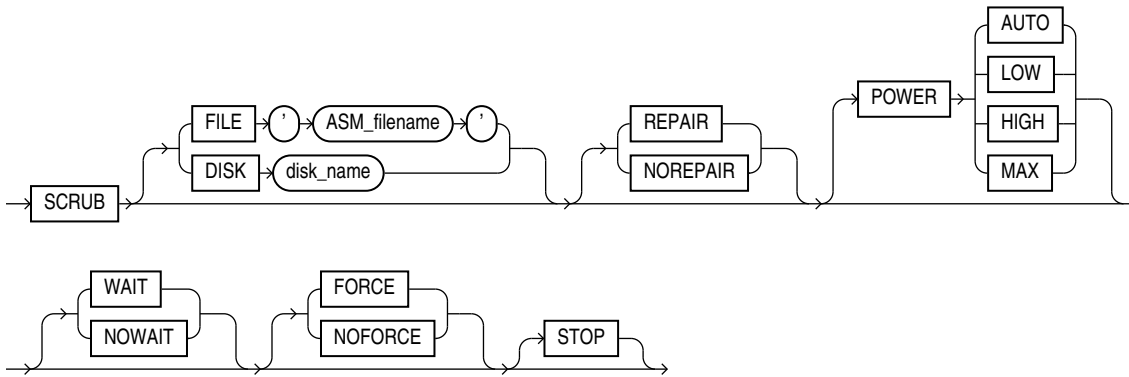 AUTO
LOW
POWER
HIGH
MAX
FILE ' ASM_filename '
DISK disk_name
REPAIR
NOREPAIR
SCRUB
WAIT
NOWAIT
FORCE
NOFORCE
STOP